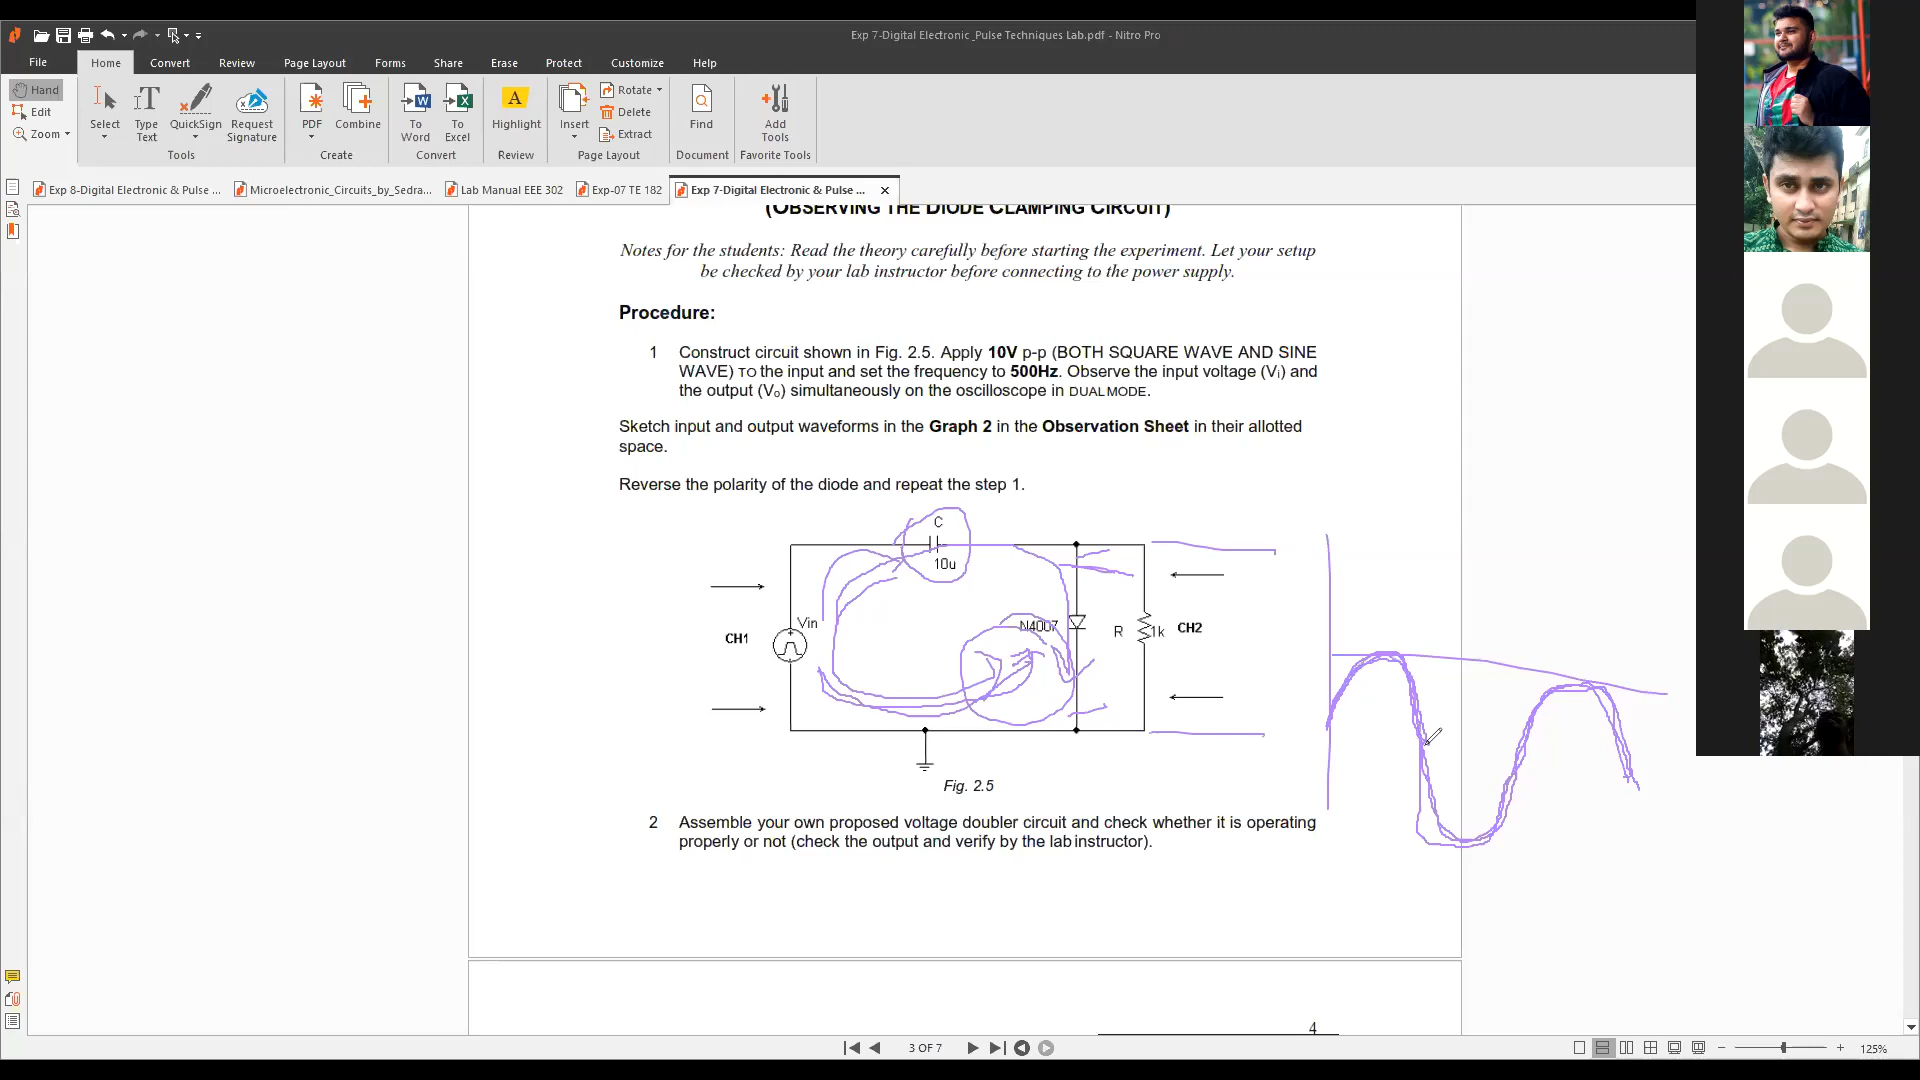 Exp 7-Digital Electronic _Pulse Techniques Lab.pdf - Nitro Pro
File Home Convert Review Page Layout Forms Share Erase Protect Customize Help
Hand
Edit
Zoom
Select
Type Text
QuickSign
Request Signature
Tools
PDF
Combine
Create
To Word
To Excel
Convert
Highlight
Review
Insert
Rotate
Delete
Extract
Page Layout
Find
Document
Add Tools
Favorite Tools
Exp 8-Digital Electronic & Pulse ...
Microelectronic_Circuits_by_Sedra...
Lab Manual EEE 302
Exp-07 TE 182
Exp 7-Digital Electronic & Pulse ...
(OBSERVING THE DIODE CLAMPING CIRCUIT)
Notes for the students: Read the theory carefully before starting the experiment. Let your setup
be checked by your lab instructor before connecting to the power supply.
Procedure:
1 Construct circuit shown in Fig. 2.5. Apply 10V p-p (BOTH SQUARE WAVE AND SINE
WAVE) TO the input and set the frequency to 500Hz. Observe the input voltage (Vi) and
the output (Vo) simultaneously on the oscilloscope in DUAL MODE.
Sketch input and output waveforms in the Graph 2 in the Observation Sheet in their allotted
space.
Reverse the polarity of the diode and repeat the step 1.
C
10u
Vin
CH1
N4007
R
1k
CH2
Fig. 2.5
2 Assemble your own proposed voltage doubler circuit and check whether it is operating
properly or not (check the output and verify by the lab instructor).
4
3 OF 7
125%